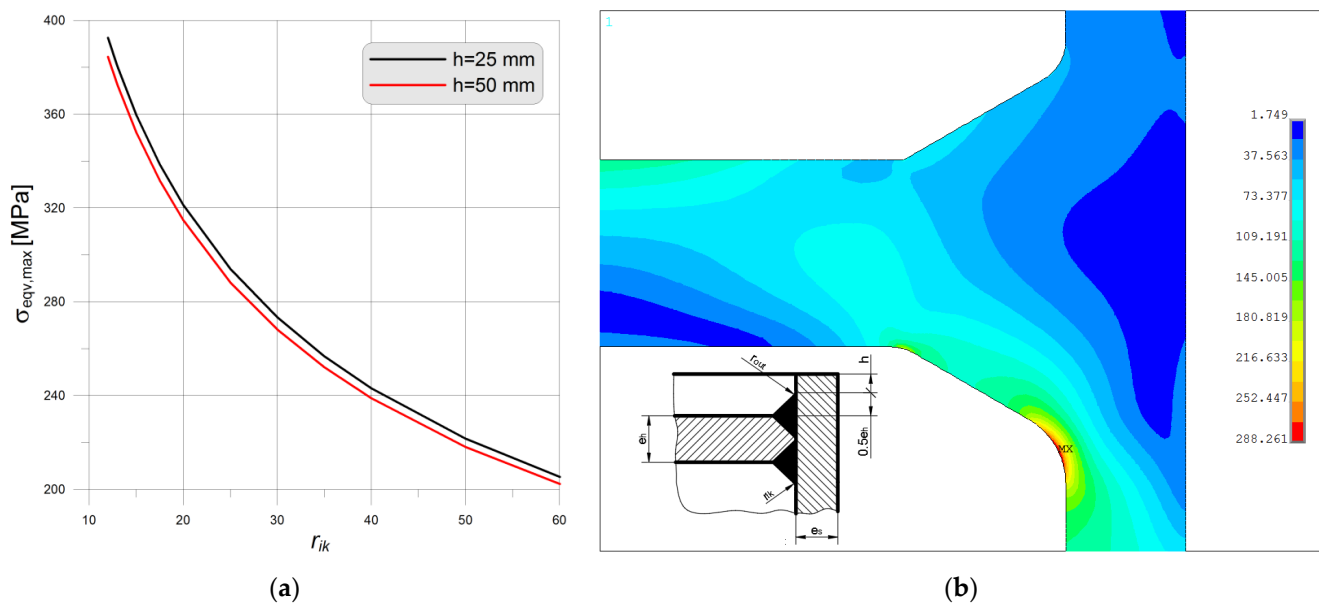 400
360
320
280
240
200
σeqv,max [MPa]
h=25 mm
h=50 mm
10 20 30 40 50 60
rik
(a)
1
1.749
37.563
73.377
109.191
145.005
180.819
216.633
252.447
288.261
MX
rout
h
0.5eh
eh
rik
es
(b)